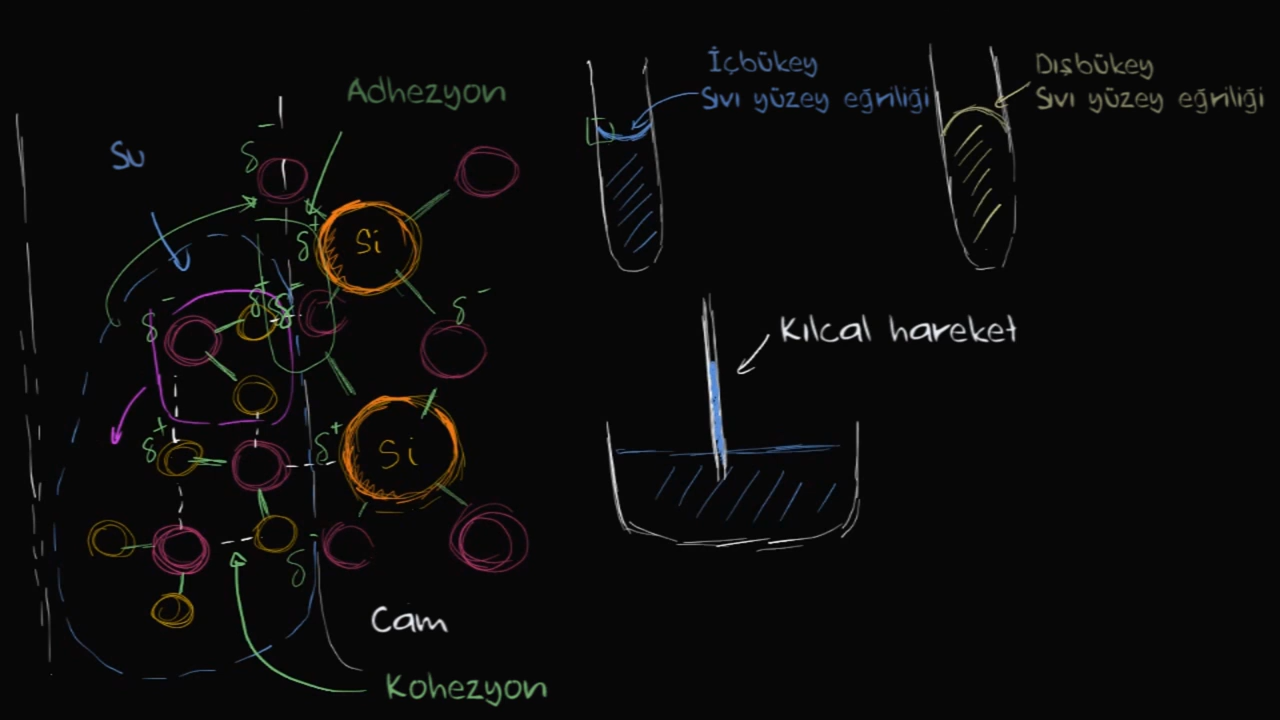 Adhezyon
Su
δ-
Si
δ+
δ-
δ+
δ-
δ-
δ+
δ+
Si
δ-
Cam
Kohezyon
İçbükey
Sıvı yüzey eğriliği
Dışbükey
Sıvı yüzey eğriliği
Kılcal hareket